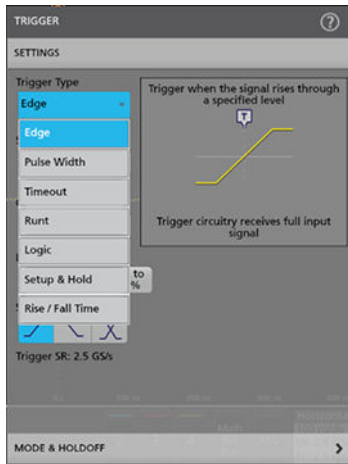 TRIGGER
?
SETTINGS
Trigger Type
Edge
Edge
Pulse Width
Timeout
Runt
Logic
Setup & Hold
Rise / Fall Time
to
%
Trigger when the signal rises through
a specified level
T
Trigger circuitry receives full input
signal
Trigger SR: 2.5 GS/s
MODE & HOLDOFF